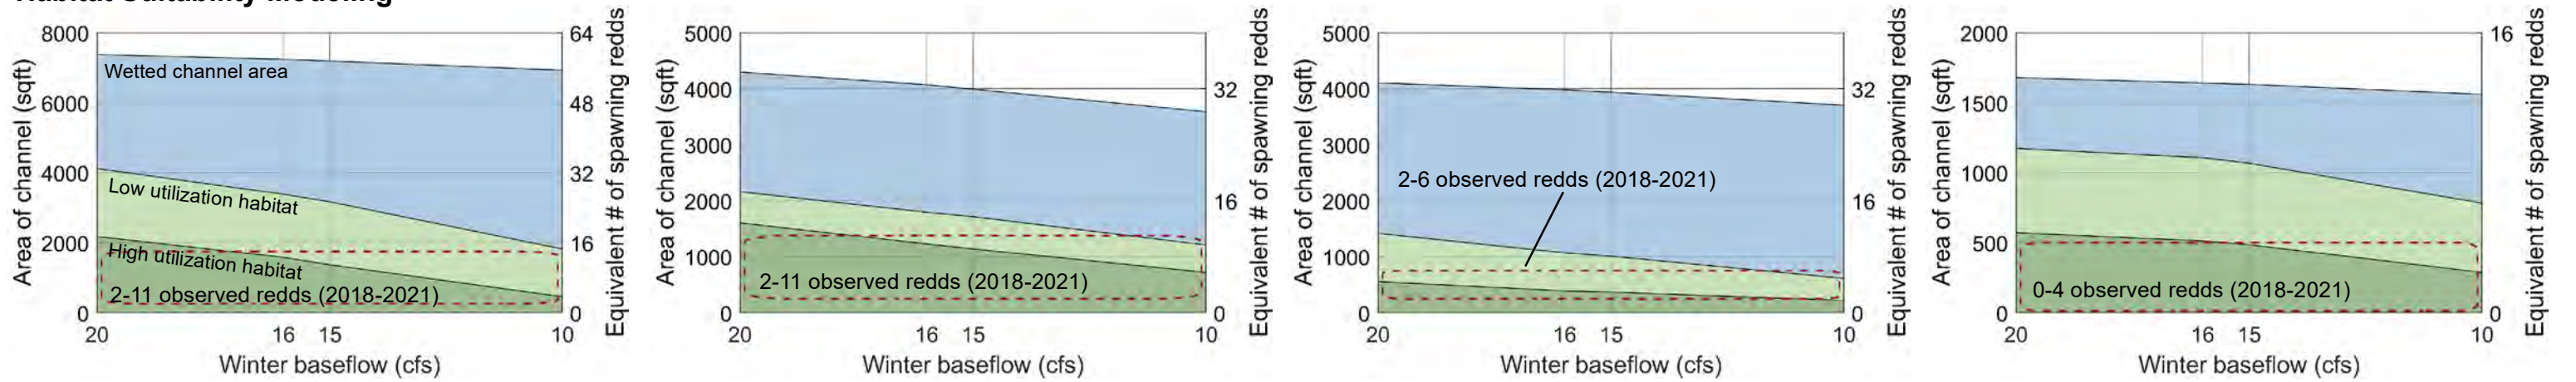 Habitat Suitability Modeling
Area of channel (sqft)
8000
6000
4000
2000
0
Wetted channel area
Low utilization habitat
High utilization habitat
2-11 observed redds (2018-2021)
64
48
32
16
0
Equivalent # of spawning redds
20 16 15 10
Winter baseflow (cfs)
Area of channel (sqft)
5000
4000
3000
2000
1000
0
2-11 observed redds (2018-2021)
32
16
0
Equivalent # of spawning redds
20 16 15 10
Winter baseflow (cfs)
Area of channel (sqft)
5000
4000
3000
2000
1000
0
2-6 observed redds (2018-2021)
32
16
0
Equivalent # of spawning redds
20 16 15 10
Winter baseflow (cfs)
Area of channel (sqft)
2000
1500
1000
500
0
0-4 observed redds (2018-2021)
16
0
Equivalent # of spawning redds
20 16 15 10
Winter baseflow (cfs)